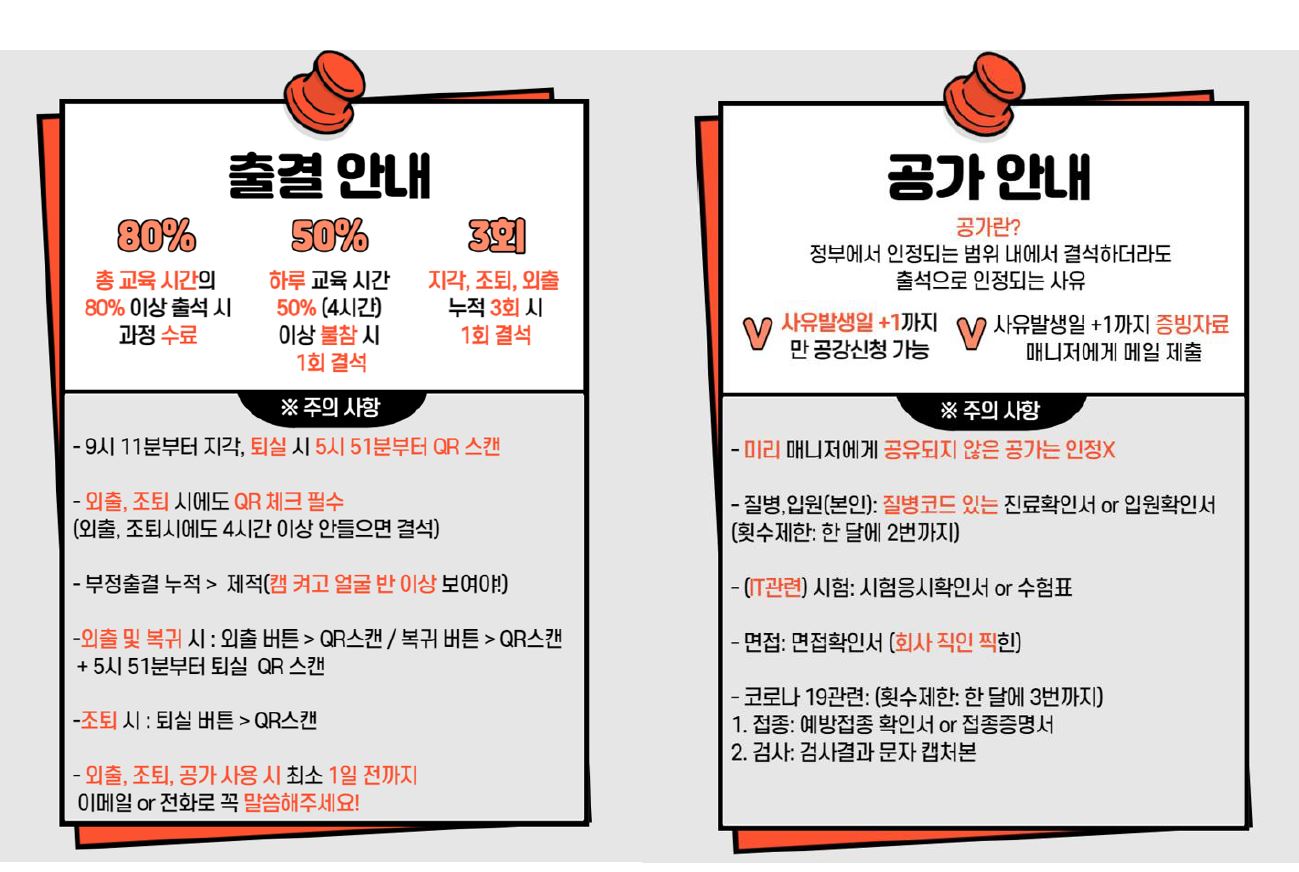 출결 안내
80%
총 교육 시간의
80% 이상 출석 시
과정 수료
50%
하루 교육 시간
50% (4시간)
이상 불참 시
1회 결석
3회
지각, 조퇴, 외출
누적 3회 시
1회 결석
※ 주의 사항
- 9시 11분부터 지각, 퇴실 시 5시 51분부터 QR 스캔
- 외출, 조퇴 시에도 QR 체크 필수
(외출, 조퇴시에도 4시간 이상 안들으면 결석)
- 부정출결 누적 > 제적(캠 켜고 얼굴 반 이상 보여야!)
-외출 및 복귀 시 : 외출 버튼 > QR스캔 / 복귀 버튼 > QR스캔
+ 5시 51분부터 퇴실 QR 스캔
-조퇴 시 : 퇴실 버튼 > QR스캔
- 외출, 조퇴, 공가 사용 시 최소 1일 전까지
이메일 or 전화로 꼭 말씀해주세요!
공가 안내
공가란?
정부에서 인정되는 범위 내에서 결석하더라도
출석으로 인정되는 사유
V 사유발생일 +1까지
만 공강신청 가능
V 사유발생일 +1까지 증빙자료
매니저에게 메일 제출
※ 주의 사항
- 미리 매니저에게 공유되지 않은 공가는 인정X
- 질병,입원(본인): 질병코드 있는 진료확인서 or 입원확인서
(횟수제한: 한 달에 2번까지)
- (IT관련) 시험: 시험응시확인서 or 수험표
- 면접: 면접확인서 (회사 직인 찍힌)
- 코로나 19관련: (횟수제한: 한 달에 3번까지)
1. 접종: 예방접종 확인서 or 접종증명서
2. 검사: 검사결과 문자 캡처본